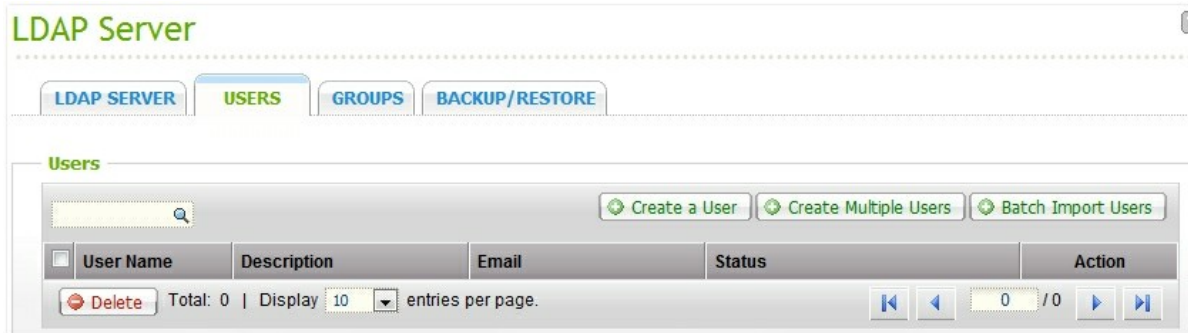 LDAP Server
LDAP SERVER USERS GROUPS BACKUP/RESTORE
Users
Create a User Create Multiple Users Batch Import Users
User Name Description Email Status Action
Delete Total: 0 | Display 10 entries per page. 0 / 0